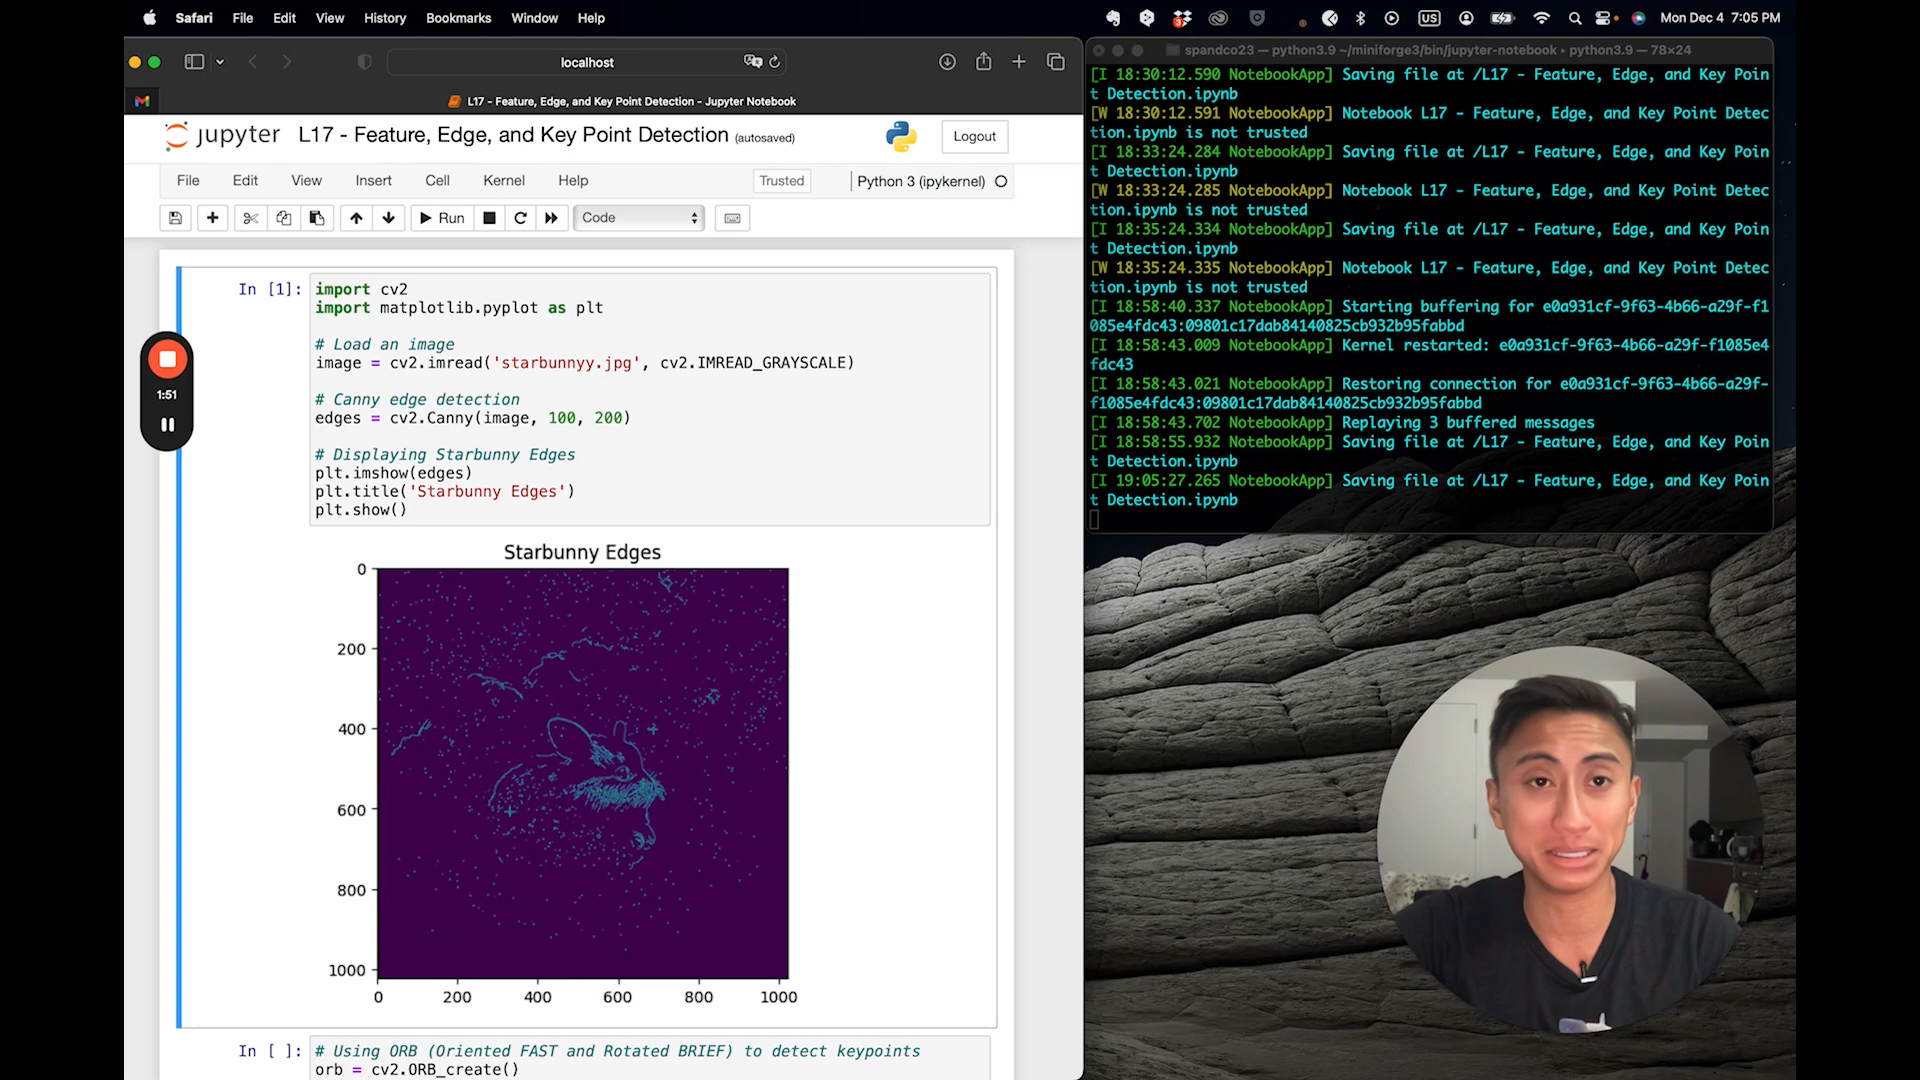 Safari File Edit View History Bookmarks Window Help
3 US Mon Dec 4 7:05 PM
localhost
L17 - Feature, Edge, and Key Point Detection - Jupyter Notebook
jupyter L17 - Feature, Edge, and Key Point Detection (autosaved)
Logout
File Edit View Insert Cell Kernel Help
Trusted
Python 3 (ipykernel)
Run
Code
In [1]:
import cv2
import matplotlib.pyplot as plt
# Load an image
image = cv2.imread('starbunnyy.jpg', cv2.IMREAD_GRAYSCALE)
# Canny edge detection
edges = cv2.Canny(image, 100, 200)
# Displaying Starbunny Edges
plt.imshow(edges)
plt.title('Starbunny Edges')
plt.show()
1:51
Starbunny Edges
0
200
400
600
800
1000
0 200 400 600 800 1000
In [ ]:
# Using ORB (Oriented FAST and Rotated BRIEF) to detect keypoints
orb = cv2.ORB_create()
spandco23 — python3.9 ~/miniforge3/bin/jupyter-notebook ▸ python3.9 — 78×24
[I 18:30:12.590 NotebookApp] Saving file at /L17 - Feature, Edge, and Key Poin
t Detection.ipynb
[W 18:30:12.591 NotebookApp] Notebook L17 - Feature, Edge, and Key Point Detec
tion.ipynb is not trusted
[I 18:33:24.284 NotebookApp] Saving file at /L17 - Feature, Edge, and Key Poin
t Detection.ipynb
[W 18:33:24.285 NotebookApp] Notebook L17 - Feature, Edge, and Key Point Detec
tion.ipynb is not trusted
[I 18:35:24.334 NotebookApp] Saving file at /L17 - Feature, Edge, and Key Poin
t Detection.ipynb
[W 18:35:24.335 NotebookApp] Notebook L17 - Feature, Edge, and Key Point Detec
tion.ipynb is not trusted
[I 18:58:40.337 NotebookApp] Starting buffering for e0a931cf-9f63-4b66-a29f-f1
085e4fdc43:09801c17dab84140825cb932b95fabbd
[I 18:58:43.009 NotebookApp] Kernel restarted: e0a931cf-9f63-4b66-a29f-f1085e4
fdc43
[I 18:58:43.021 NotebookApp] Restoring connection for e0a931cf-9f63-4b66-a29f-
f1085e4fdc43:09801c17dab84140825cb932b95fabbd
[I 18:58:43.702 NotebookApp] Replaying 3 buffered messages
[I 18:58:55.932 NotebookApp] Saving file at /L17 - Feature, Edge, and Key Poin
t Detection.ipynb
[I 19:05:27.265 NotebookApp] Saving file at /L17 - Feature, Edge, and Key Poin
t Detection.ipynb